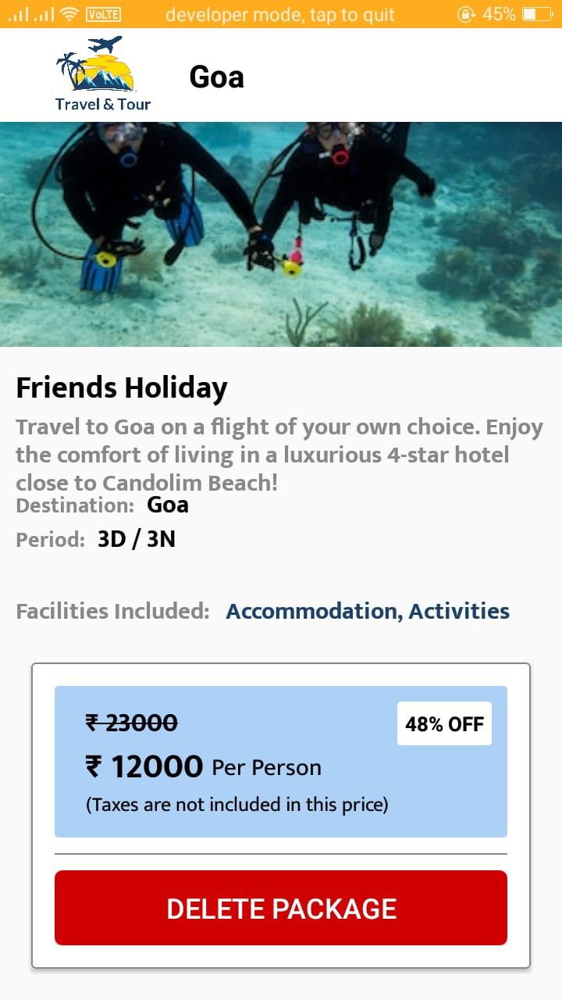 VoLTE developer mode, tap to quit 45%
Travel & Tour
Goa
Friends Holiday
Travel to Goa on a flight of your own choice. Enjoy
the comfort of living in a luxurious 4-star hotel
close to Candolim Beach!
Destination: Goa
Period: 3D / 3N
Facilities Included: Accommodation, Activities
₹ 23000
48% OFF
₹ 12000 Per Person
(Taxes are not included in this price)
DELETE PACKAGE